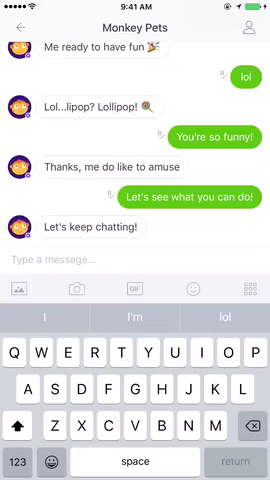 9:41 AM
Monkey Pets
Me ready to have fun 🎉
lol
Lol...lipop? Lollipop! 🍭
You're so funny!
Thanks, me do like to amuse
Let's see what you can do!
Let's keep chatting!
Type a message...
GIF
I I'm lol
Q W E R T Y U I O P
A S D F G H J K L
Z X C V B N M
123 space return